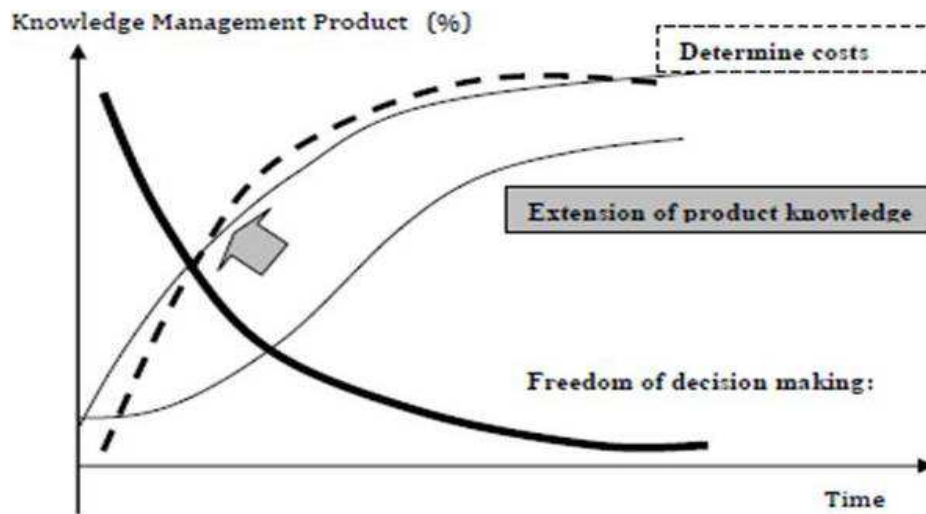 Knowledge Management Product (%)
Determine costs
Extension of product knowledge
Freedom of decision making:
Time